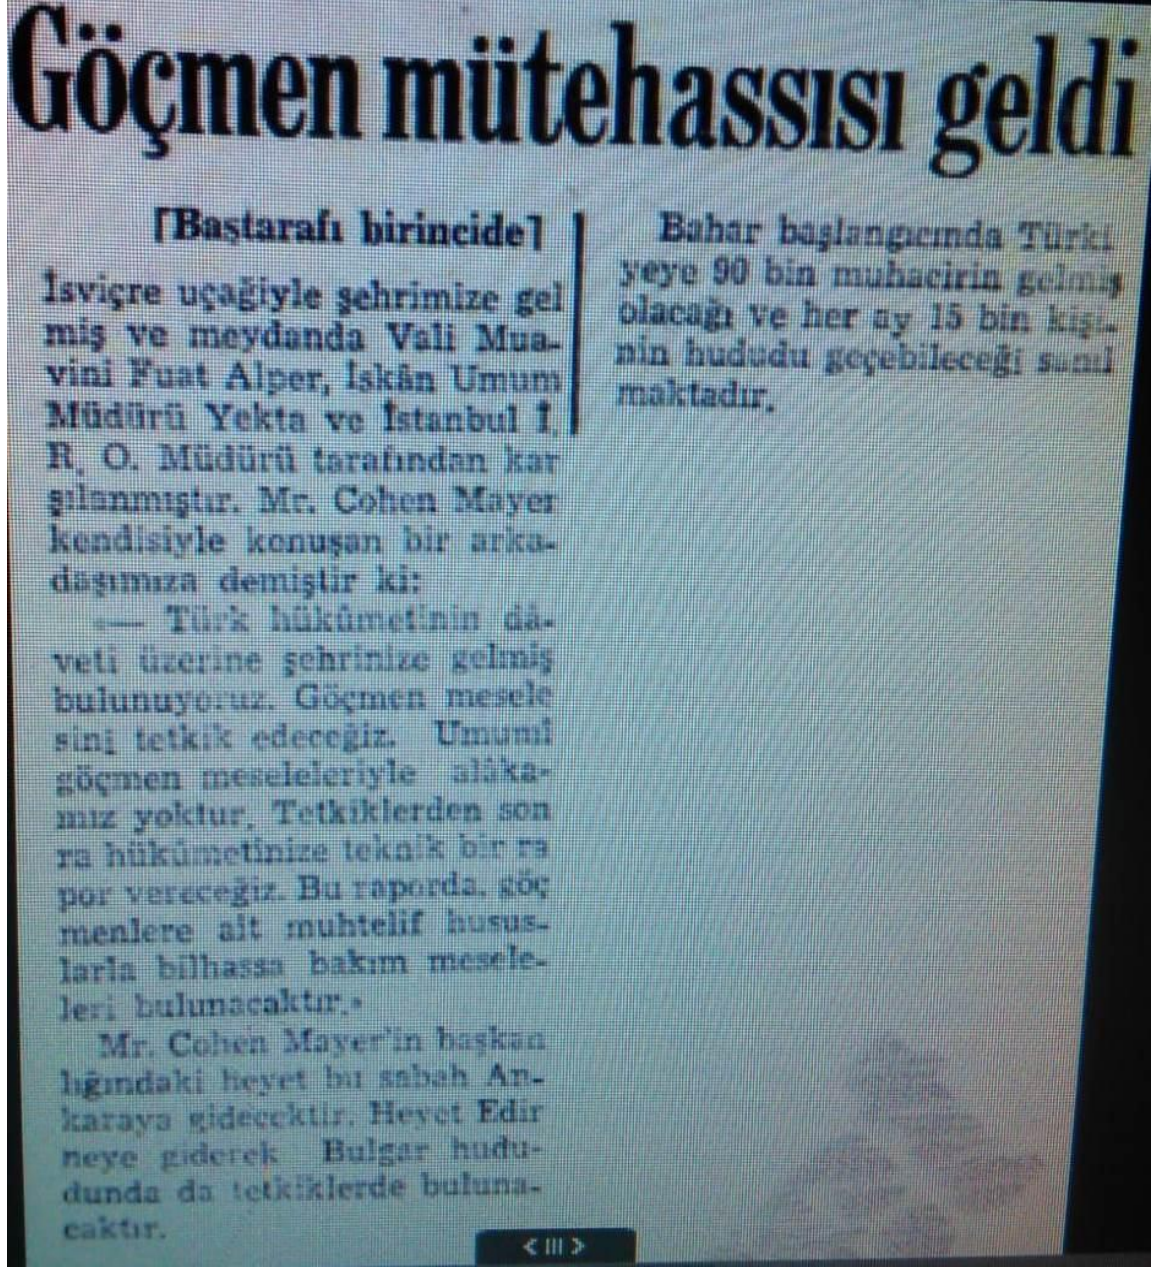 Göçmen mütehassısı geldi
[Baştarafı birincide]
İsviçre uçağiyle şehrimize gel
miş ve meydanda Vali Mua-
vini Fuat Alper, İskân Umum
Müdürü Yekta ve İstanbul İ.
R. O. Müdürü tarafından kar
şılanmıştır. Mr. Cohen Mayer
kendisiyle konuşan bir arka-
daşımıza demiştir ki:
«— Türk hükûmetinin dâ-
veti üzerine şehrinize gelmiş
bulunuyoruz. Göçmen mesele
sini tetkik edeceğiz. Umumî
göçmen meseleleriyle alâka-
mız yoktur. Tetkiklerden son
ra hükûmetinize teknik bir ra
por vereceğiz. Bu raporda, göç
menlere ait muhtelif husus-
larla bilhassa bakım mesele-
leri bulunacaktır.»
Mr. Cohen Mayer'in başkan
lığındaki heyet bu sabah An-
karaya gidecektir. Heyet Edir
neye giderek Bulgar hudu-
dunda da tetkiklerde buluna-
caktır.
Bahar başlangıcında Türki
yeye 90 bin muhacirin gelmiş
olacağı ve her ay 15 bin kişi-
nin hududu geçebileceği sanıl
maktadır.